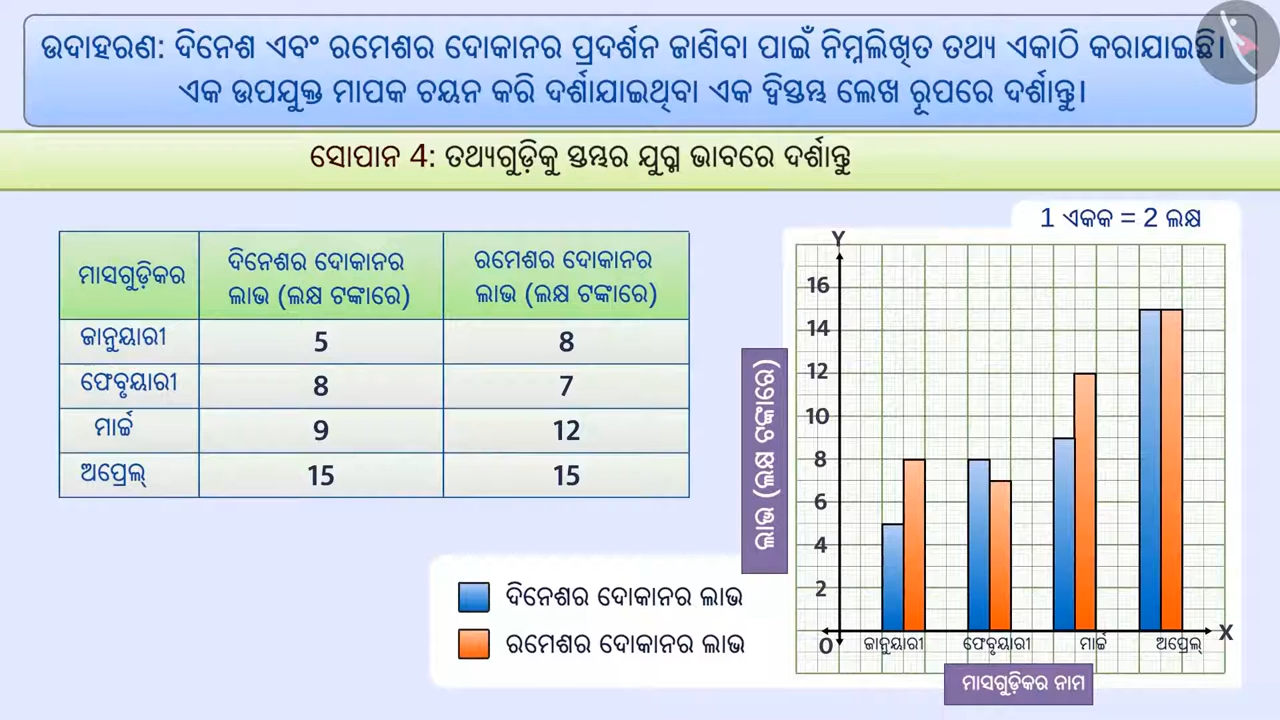 ଉଦାହରଣ: ଦିନେଶ ଏବଂ ରମେଶର ଦୋକାନର ପ୍ରଦର୍ଶନ ଜାଣିବା ପାଇଁ ନିମ୍ନଲିଖିତ ତଥ୍ୟ ଏକାଠି କରାଯାଇଛି।
ଏକ ଉପଯୁକ୍ତ ମାପକ ଚୟନ କରି ଦର୍ଶାଯାଇଥିବା ଏକ ଦ୍ୱିସ୍ତମ୍ଭ ଲେଖ ରୂପରେ ଦର୍ଶାନ୍ତୁ।
ସୋପାନ 4: ତଥ୍ୟଗୁଡ଼ିକୁ ସ୍ତମ୍ଭର ଯୁଗ୍ମ ଭାବରେ ଦର୍ଶାନ୍ତୁ
ମାସଗୁଡ଼ିକର
ଦିନେଶର ଦୋକାନର
ଲାଭ (ଲକ୍ଷ ଟଙ୍କାରେ)
ରମେଶର ଦୋକାନର
ଲାଭ (ଲକ୍ଷ ଟଙ୍କାରେ)
ଜାନୁୟାରୀ 5 8
ଫେବୃୟାରୀ 8 7
ମାର୍ଚ୍ଚ 9 12
ଅପ୍ରେଲ୍ 15 15
ଦିନେଶର ଦୋକାନର ଲାଭ
ରମେଶର ଦୋକାନର ଲାଭ
1 ଏକକ = 2 ଲକ୍ଷ
Y
16
14
12
10
8
6
4
2
0
X
ଲାଭ (ଲକ୍ଷ ଟଙ୍କାରେ)
ଜାନୁୟାରୀ ଫେବୃୟାରୀ ମାର୍ଚ୍ଚ ଅପ୍ରେଲ୍
ମାସଗୁଡ଼ିକର ନାମ